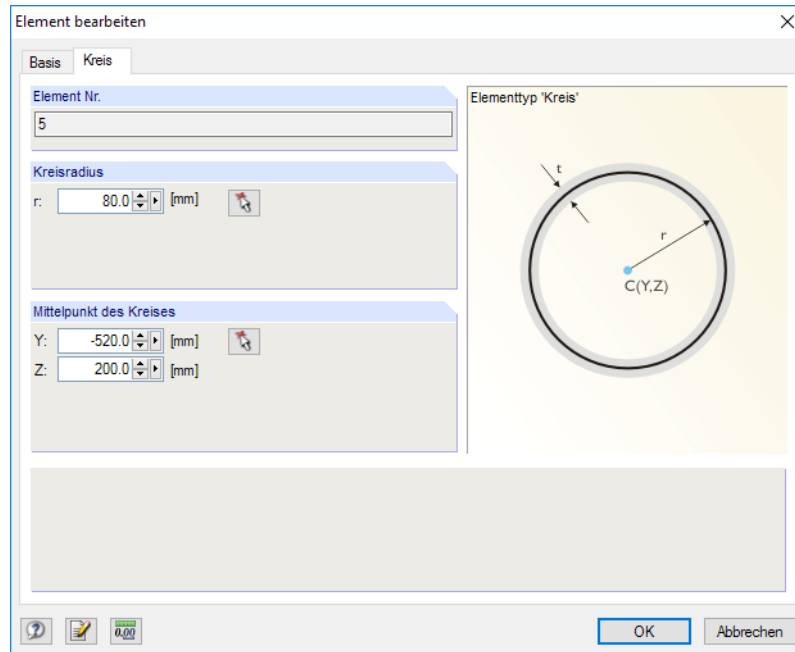 Element bearbeiten
Basis
Kreis
Element Nr.
5
Kreisradius
r: 80.0 [mm]
Mittelpunkt des Kreises
Y: -520.0 [mm]
Z: 200.0 [mm]
Elementtyp 'Kreis'
t
r
C(Y,Z)
0.00
OK
Abbrechen